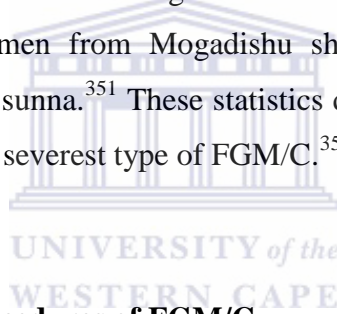 men from Mogadishu sh
sunna.351 These statistics
severest type of FGM/C.35
UNIVERSITY of the
WESTERN CAPE
of FGM/C